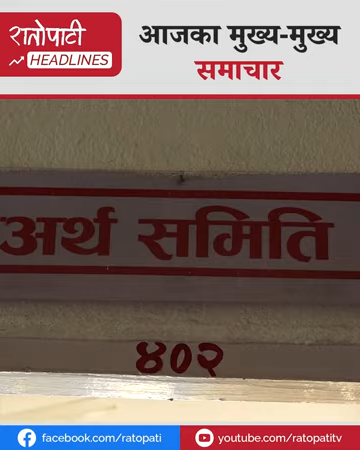 रातोपाटी
HEADLINES
आजका मुख्य-मुख्य
समाचार
अर्थ समिति
४०२
facebook.com/ratopati
youtube.com/ratopatitv